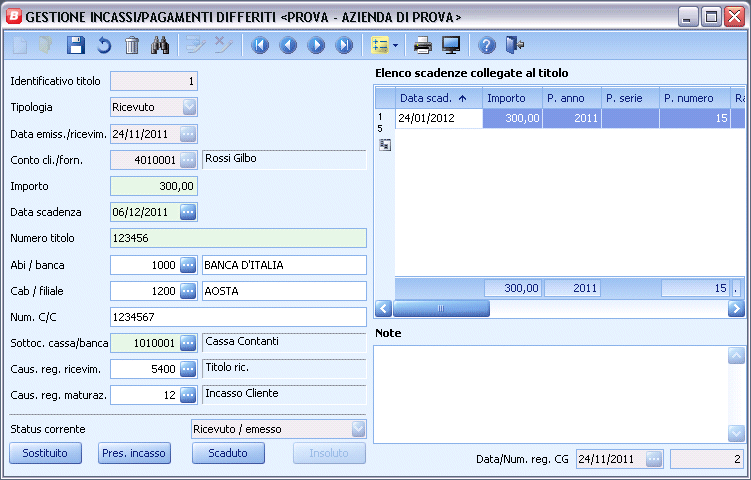 B GESTIONE INCASSI/PAGAMENTI DIFFERITI <PROVA - AZIENDA DI PROVA>
Identificativo titolo 1
Tipologia Ricevuto
Data emiss./ricevim. 24/11/2011
Conto cli./forn. 4010001 Rossi Gilbo
Importo 300,00
Data scadenza 06/12/2011
Numero titolo 123456
Abi / banca 1000 BANCA D'ITALIA
Cab / filiale 1200 AOSTA
Num. C/C 1234567
Sottoc. cassa/banca 1010001 Cassa Contanti
Caus. reg. ricevim. 5400 Titolo ric.
Caus. reg. maturaz. 12 Incasso Cliente
Status corrente Ricevuto / emesso
Sostituito Pres. incasso Scaduto Insoluto
Elenco scadenze collegate al titolo
Data scad. Importo P. anno P. serie P. numero Ra
1 24/01/2012 300,00 2011 15
5
300,00 2011 15 .
Note
Data/Num. reg. CG 24/11/2011 2